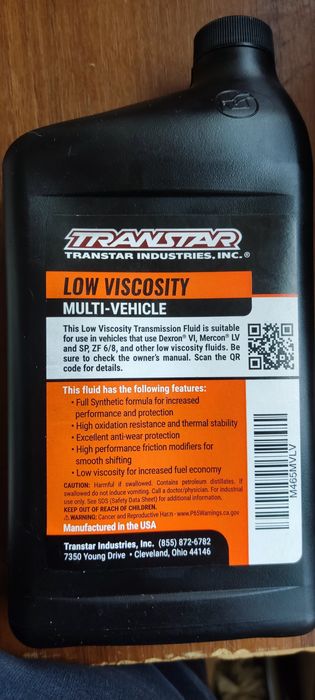 TRANSTAR
TRANSTAR INDUSTRIES, INC.®
LOW VISCOSITY
MULTI-VEHICLE
This Low Viscosity Transmission Fluid is suitable
for use in vehicles that use Dexron® VI, Mercon® LV
and SP, ZF 6/8, and other low viscosity fluids. Be
sure to check the owner's manual. Scan the QR
code for details.
This fluid has the following features:
• Full Synthetic formula for increased
performance and protection
• High oxidation resistance and thermal stability
• Excellent anti-wear protection
• High performance friction modifiers for
smooth shifting
• Low viscosity for increased fuel economy
CAUTION: Harmful if swallowed. Contains petroleum distillates. If
swallowed do not induce vomiting. Call a doctor/physician. For industrial
use only. See SDS (Safety Data Sheet) for additional information.
KEEP OUT OF REACH OF CHILDREN.
⚠ WARNING: Cancer and Reproductive Harm - www.P65Warnings.ca.gov
Manufactured in the USA
Transtar Industries, Inc. (855) 872-6782
7350 Young Drive • Cleveland, Ohio 44146
M465MVLV